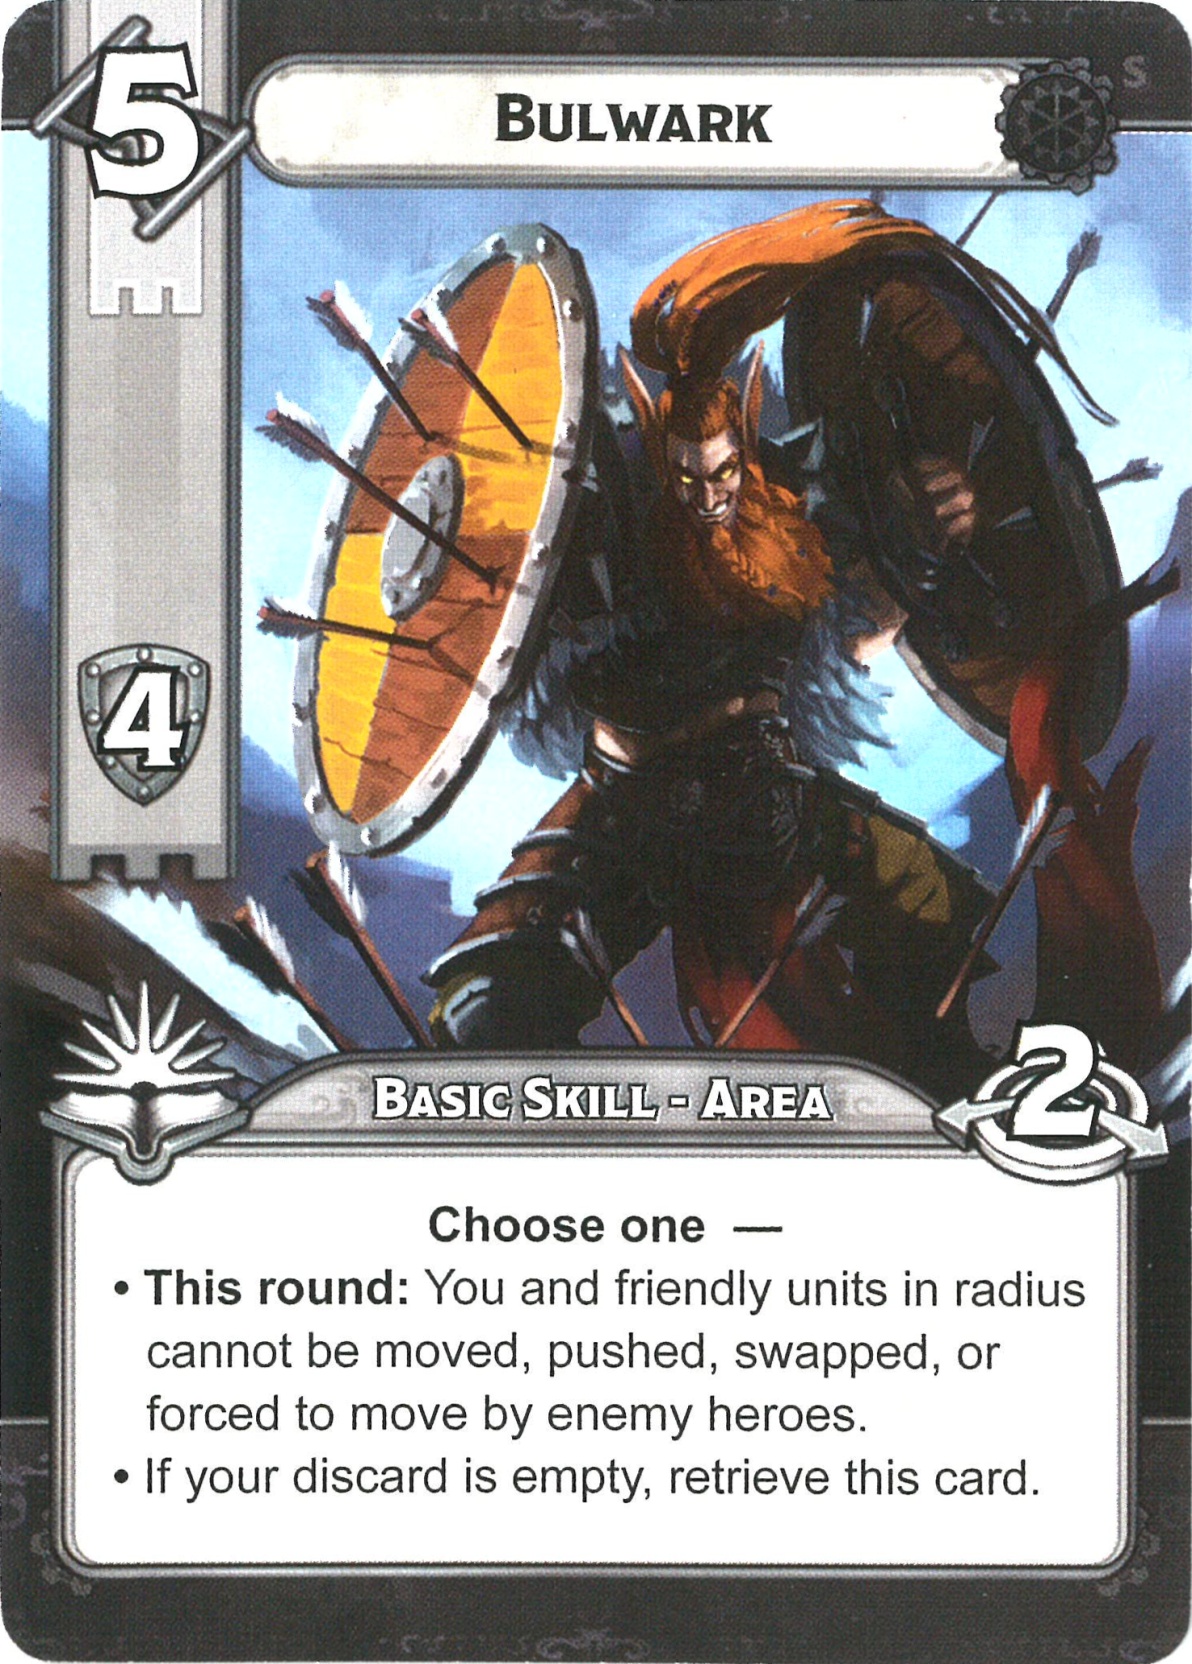 5
BULWARK
S
4
BASIC SKILL - AREA
2
Choose one —
• This round: You and friendly units in radius
cannot be moved, pushed, swapped, or
forced to move by enemy heroes.
• If your discard is empty, retrieve this card.